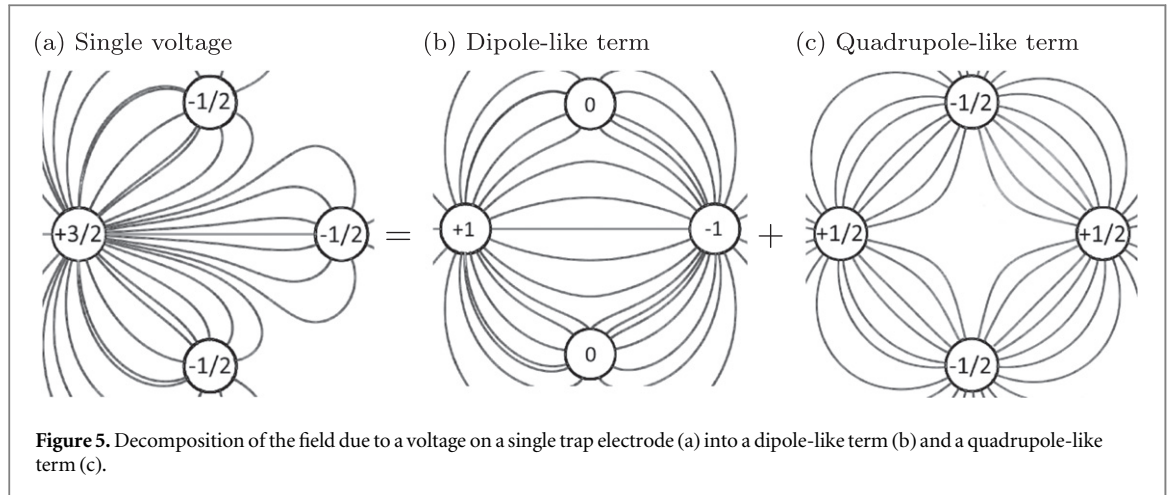 (a) Single voltage
(b) Dipole-like term
(c) Quadrupole-like term
-1/2
0
-1/2
+3/2
-1/2
=
+1
-1
+
+1/2
+1/2
-1/2
0
-1/2
Figure 5. Decomposition of the field due to a voltage on a single trap electrode (a) into a dipole-like term (b) and a quadrupole-like
term (c).